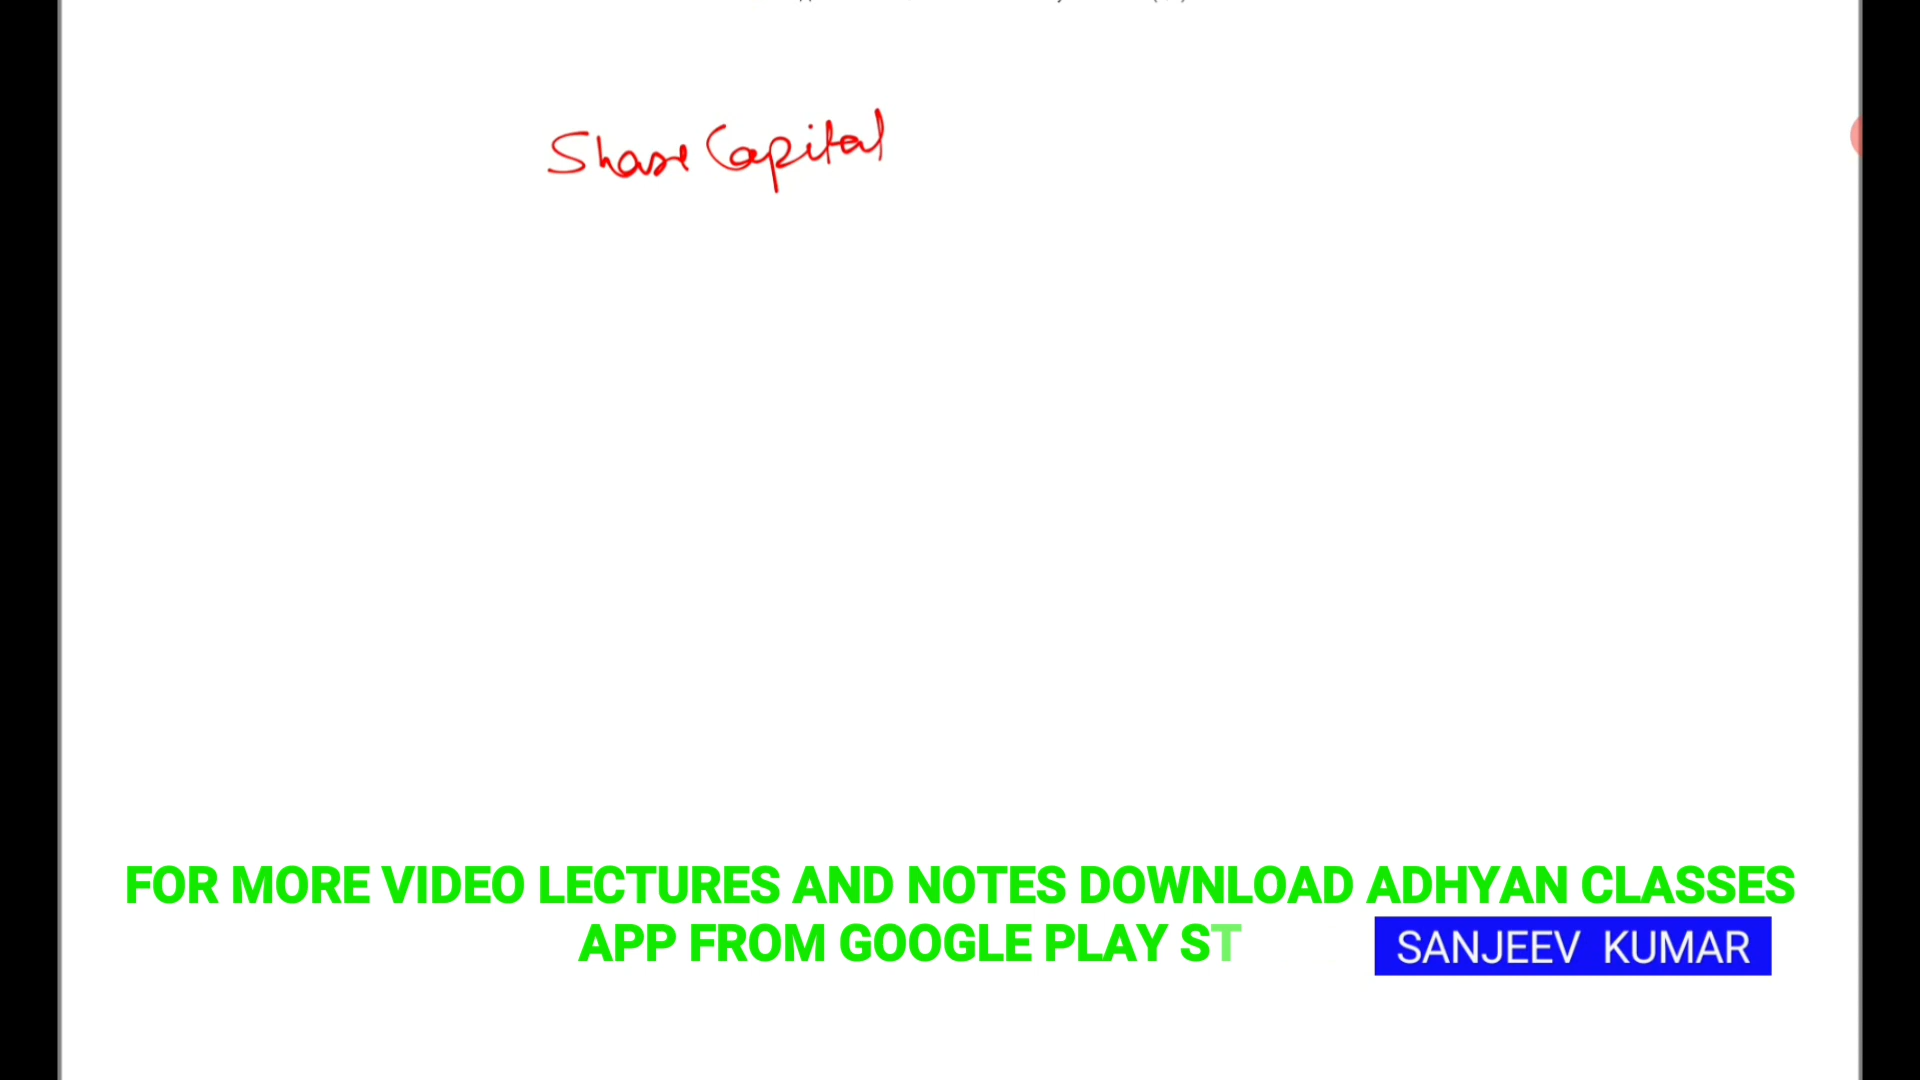 Share Capital
FOR MORE VIDEO LECTURES AND NOTES DOWNLOAD ADHYAN CLASSES
APP FROM GOOGLE PLAY ST
SANJEEV KUMAR